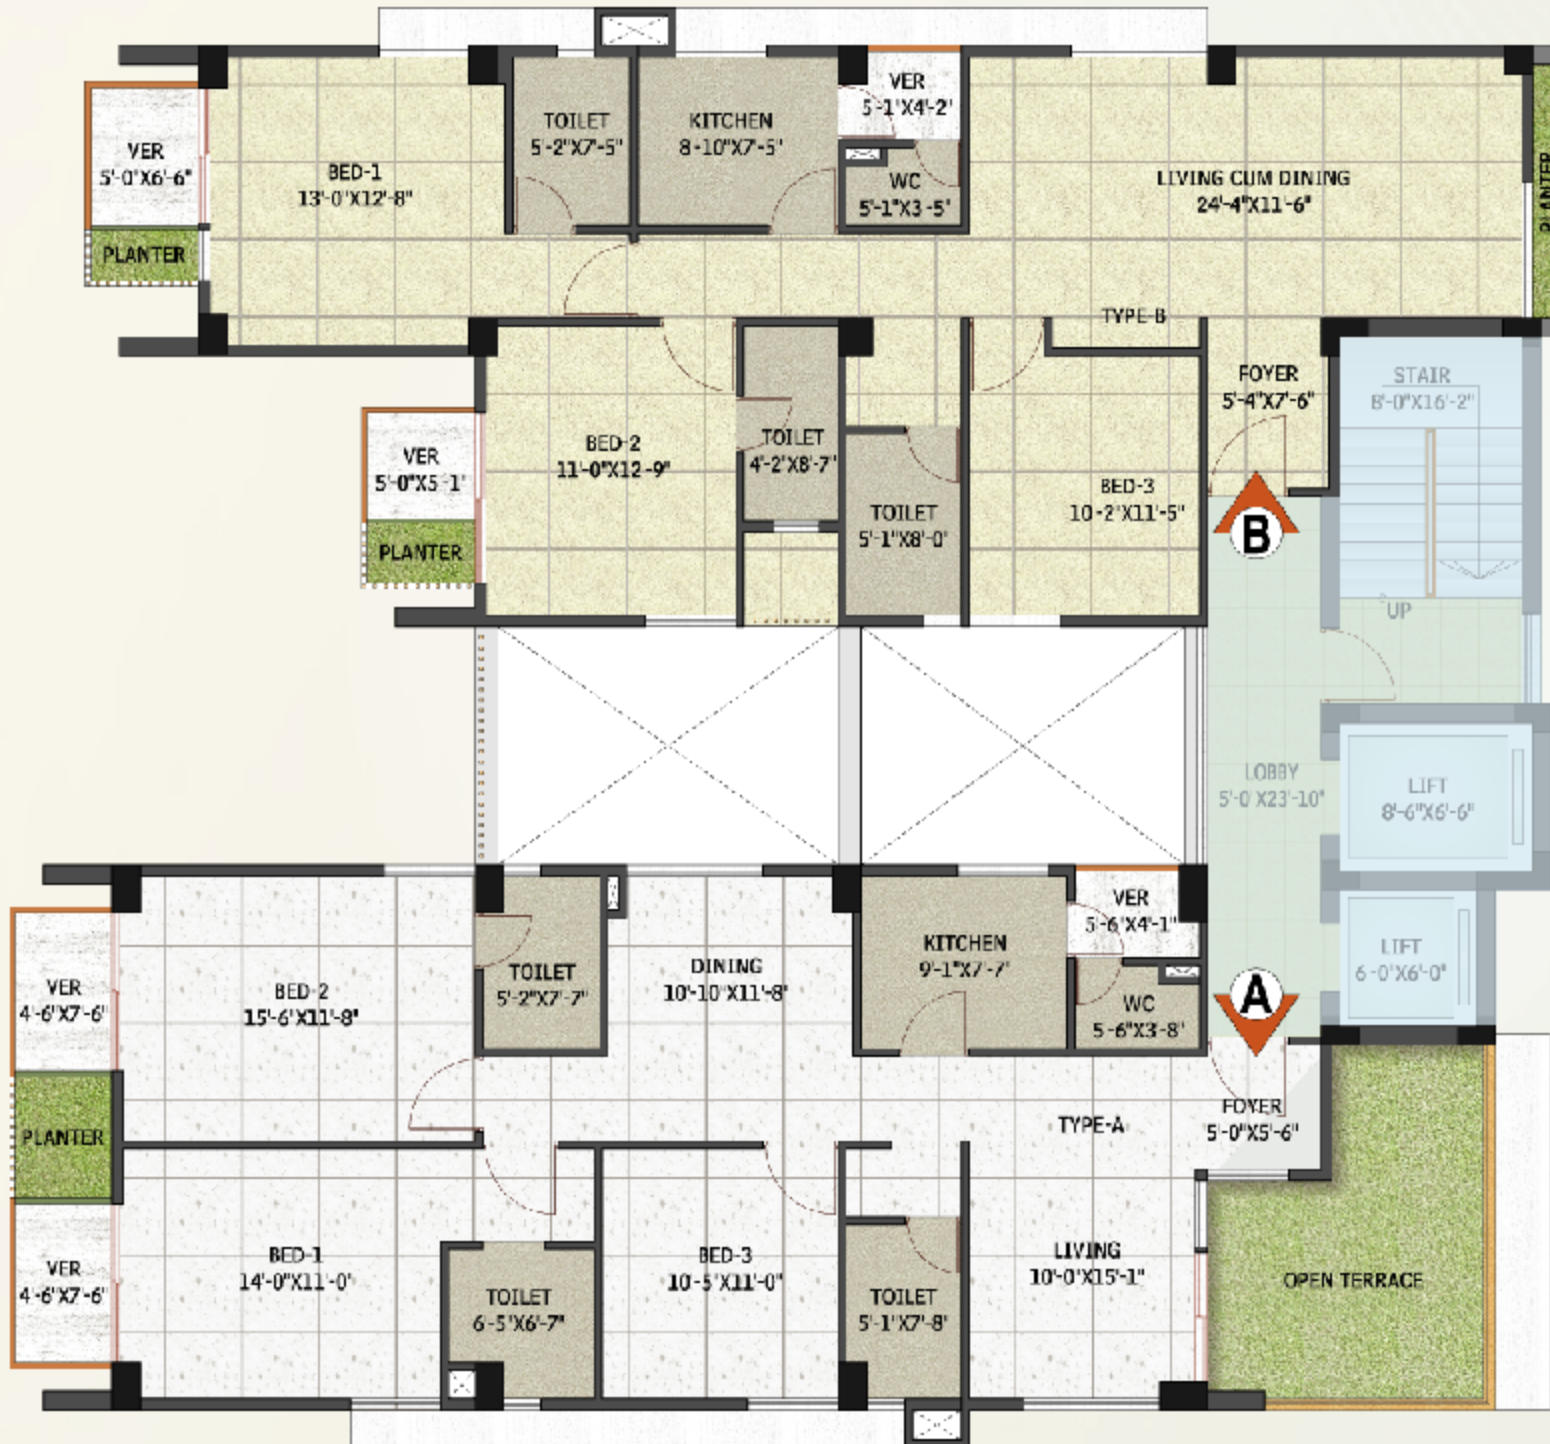 VER
5'-0"X6'-6"
PLANTER
BED-1
13'-0"X12'-8"
TOILET
5'-2"X7'-5"
KITCHEN
8'-10"X7'-5"
VER
5'-1"X4'-2"
WC
5'-1"X3'-5"
LIVING CUM DINING
24'-4"X11'-6"
PLANTER
TYPE-B
VER
5'-0"X5'-1"
PLANTER
BED-2
11'-0"X12'-9"
TOILET
4'-2"X8'-7"
TOILET
5'-1"X8'-0"
BED-3
10'-2"X11'-5"
FOYER
5'-4"X7'-6"
STAIR
8'-0"X16'-2"
B
UP
LOBBY
5'-0"X23'-10"
LIFT
8'-6"X6'-6"
LIFT
6'-0"X6'-0"
A
VER
4'-6"X7'-6"
PLANTER
BED-2
15'-6"X11'-8"
TOILET
5'-2"X7'-7"
DINING
10'-10"X11'-8"
KITCHEN
9'-1"X7'-7"
VER
5'-6"X4'-1"
WC
5'-6"X3'-8"
TYPE-A
FOYER
5'-0"X5'-6"
VER
4'-6"X7'-6"
BED-1
14'-0"X11'-0"
TOILET
6'-5"X6'-7"
BED-3
10'-5"X11'-0"
TOILET
5'-1"X7'-8"
LIVING
10'-0"X15'-1"
OPEN TERRACE